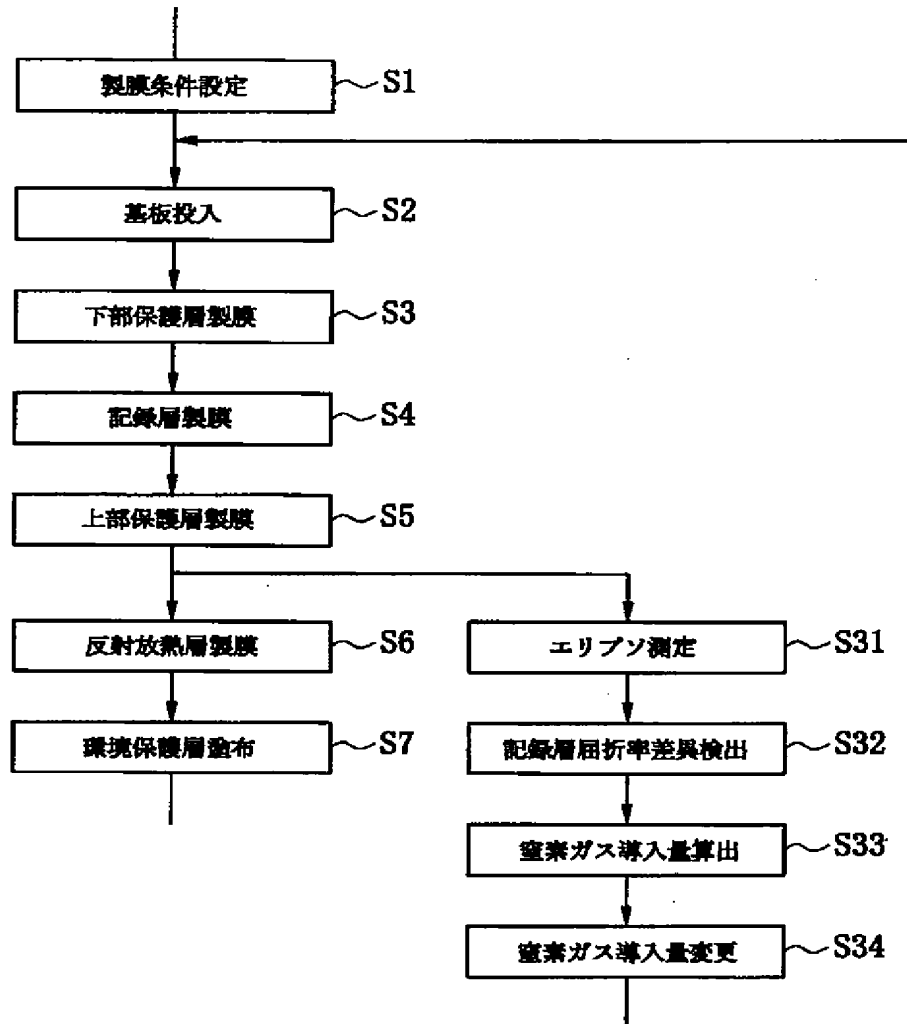 製膜条件設定 S1
基板投入 S2
下部保護層製膜 S3
記録層製膜 S4
上部保護層製膜 S5
反射放熱層製膜 S6
エリプソ測定 S31
環境保護層塗布 S7
記録層屈折率差異検出 S32
窒素ガス導入量算出 S33
窒素ガス導入量変更 S34